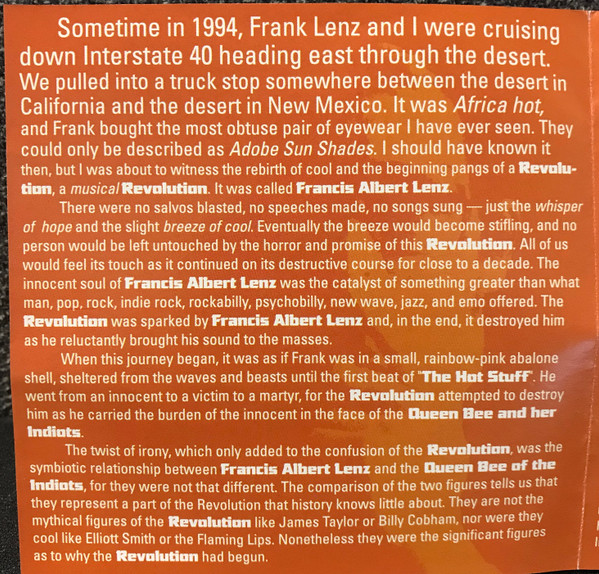 Sometime in 1994, Frank Lenz and I were cruising
down Interstate 40 heading east through the desert.
We pulled into a truck stop somewhere between the desert in
California and the desert in New Mexico. It was Africa hot,
and Frank bought the most obtuse pair of eyewear I have ever seen. They
could only be described as Adobe Sun Shades. I should have known it
then, but I was about to witness the rebirth of cool and the beginning pangs of a Revolu-
tion, a musical Revolution. It was called Francis Albert Lenz.
There were no salvos blasted, no speeches made, no songs sung — just the whisper
of hope and the slight breeze of cool. Eventually the breeze would become stifling, and no
person would be left untouched by the horror and promise of this Revolution. All of us
would feel its touch as it continued on its destructive course for close to a decade. The
innocent soul of Francis Albert Lenz was the catalyst of something greater than what
man, pop, rock, indie rock, rockabilly, psychobilly, new wave, jazz, and emo offered. The
Revolution was sparked by Francis Albert Lenz and, in the end, it destroyed him
as he reluctantly brought his sound to the masses.
When this journey began, it was as if Frank was in a small, rainbow-pink abalone
shell, sheltered from the waves and beasts until the first beat of "The Hot Stuff". He
went from an innocent to a victim to a martyr, for the Revolution attempted to destroy
him as he carried the burden of the innocent in the face of the Queen Bee and her
Indiots.
The twist of irony, which only added to the confusion of the Revolution, was the
symbiotic relationship between Francis Albert Lenz and the Queen Bee of the
Indiots, for they were not that different. The comparison of the two figures tells us that
they represent a part of the Revolution that history knows little about. They are not the
mythical figures of the Revolution like James Taylor or Billy Cobham, nor were they
cool like Elliott Smith or the Flaming Lips. Nonetheless they were the significant figures
as to why the Revolution had begun.